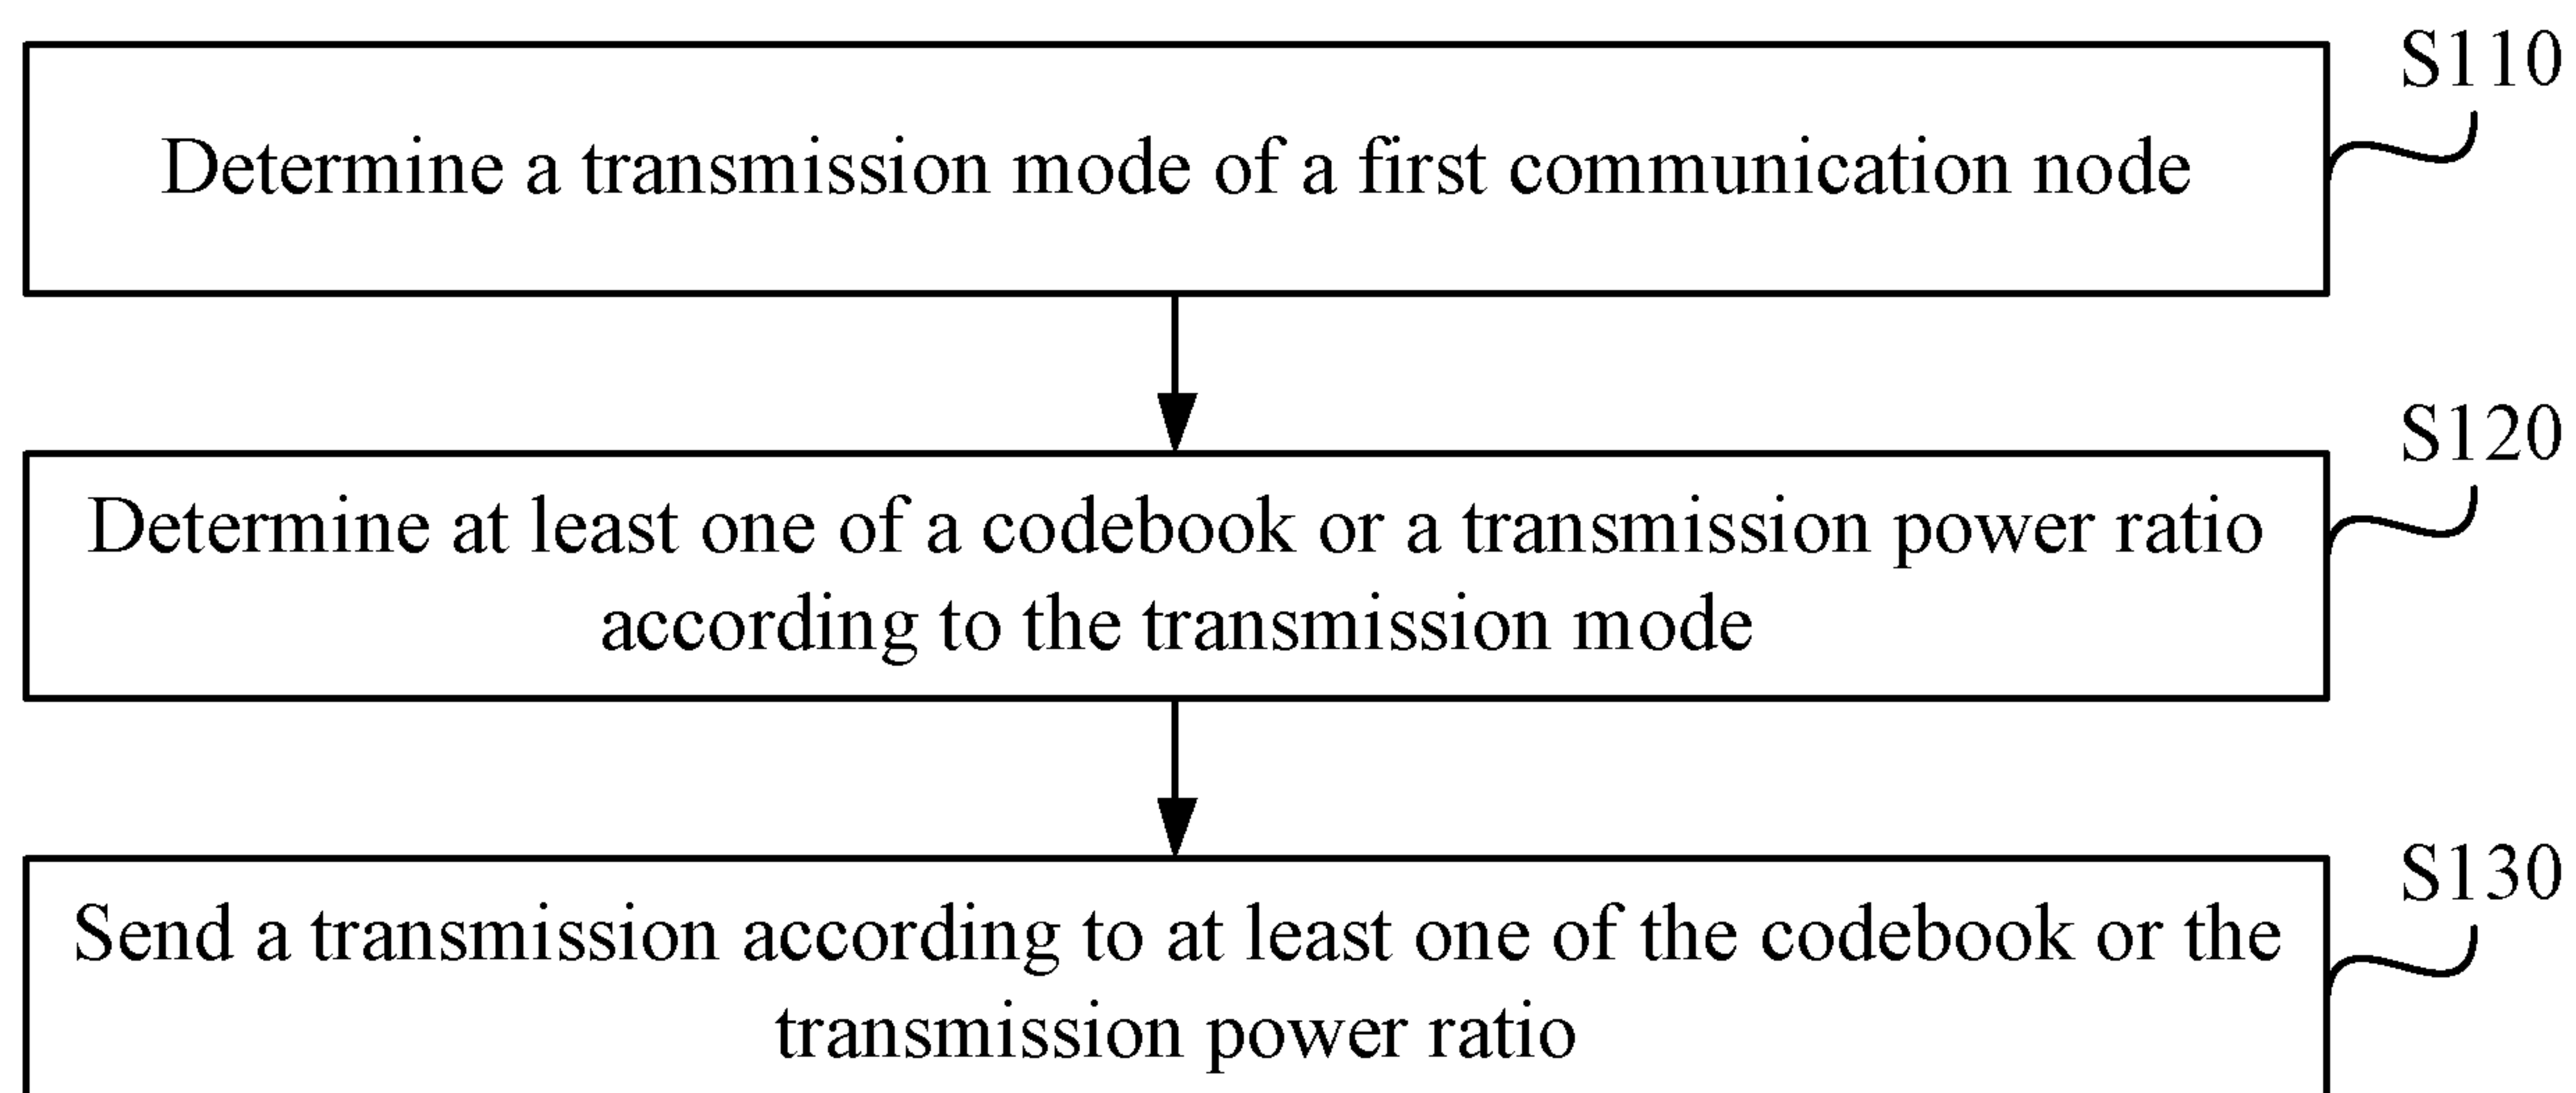 S110
Determine a transmission mode of a first communication node
S120
Determine at least one of a codebook or a transmission power ratio
according to the transmission mode
S130
Send a transmission according to at least one of the codebook or the
transmission power ratio